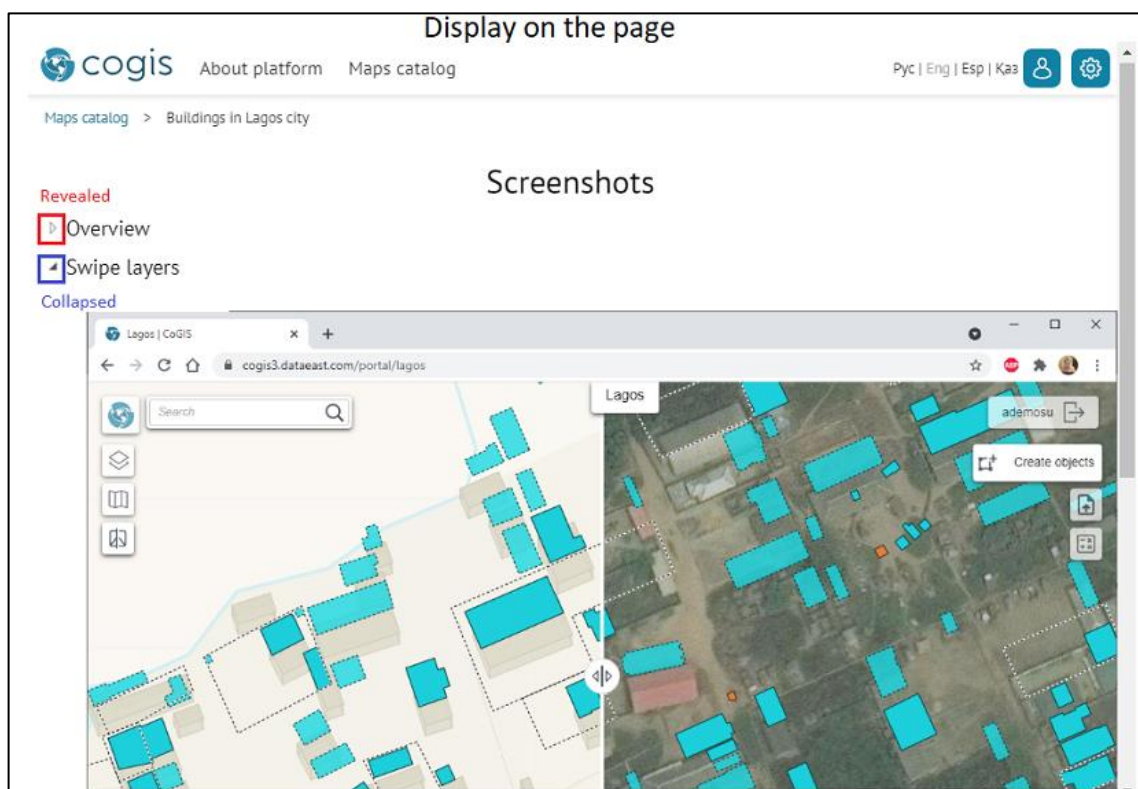 Display on the page
cogis About platform Maps catalog Рус | Eng | Esp | Қаз
Maps catalog > Buildings in Lagos city
Screenshots
Revealed
Overview
Swipe layers
Collapsed
Lagos | CoGIS
cogis3.dataeast.com/portal/lagos
ABP
Search
Lagos
ademosu
Create objects